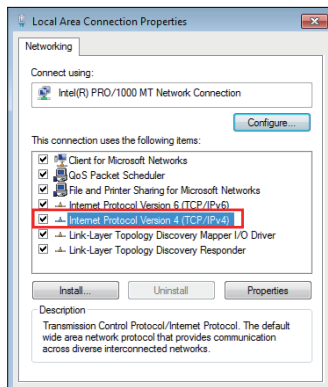 Local Area Connection Properties
Networking
Connect using:
Intel(R) PRO/1000 MT Network Connection
Configure...
This connection uses the following items:
Client for Microsoft Networks
QoS Packet Scheduler
File and Printer Sharing for Microsoft Networks
Internet Protocol Version 6 (TCP/IPv6)
Internet Protocol Version 4 (TCP/IPv4)
Link-Layer Topology Discovery Mapper I/O Driver
Link-Layer Topology Discovery Responder
Install...
Uninstall
Properties
Description
Transmission Control Protocol/Internet Protocol. The default
wide area network protocol that provides communication
across diverse interconnected networks.